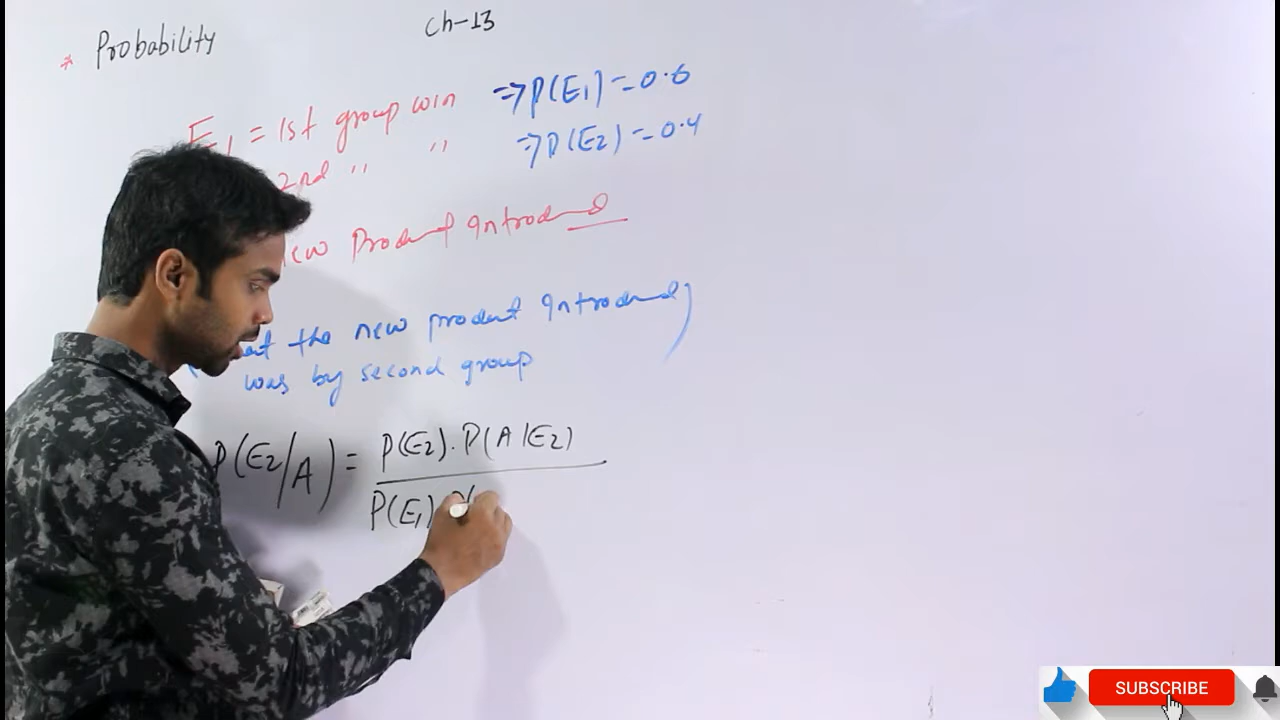 * Probability Ch-13
E1 = 1st group win => P(E1) = 0.6
2nd " " => P(E2) = 0.4
new Product Introduced
the new product Introduced,
was by second group
P(E2/A) = P(E2). P(A|E2)
P(E1)
SUBSCRIBE